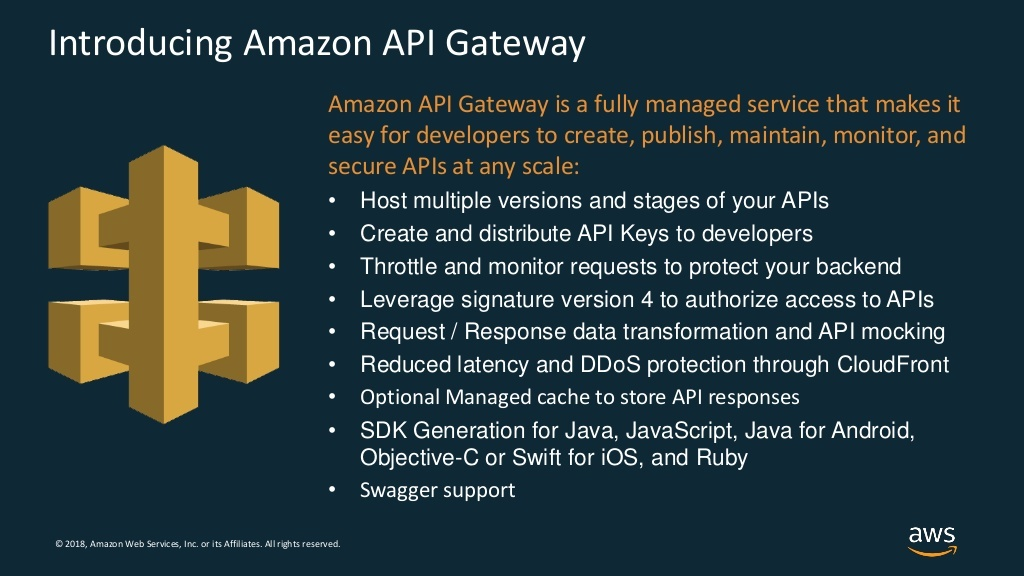 Introducing Amazon API Gateway
Amazon API Gateway is a fully managed service that makes it
easy for developers to create, publish, maintain, monitor, and
secure APIs at any scale:
• Host multiple versions and stages of your APIs
• Create and distribute API Keys to developers
• Throttle and monitor requests to protect your backend
• Leverage signature version 4 to authorize access to APIs
• Request / Response data transformation and API mocking
• Reduced latency and DDoS protection through CloudFront
• Optional Managed cache to store API responses
• SDK Generation for Java, JavaScript, Java for Android,
Objective-C or Swift for iOS, and Ruby
• Swagger support
© 2018, Amazon Web Services, Inc. or its Affiliates. All rights reserved.
aws